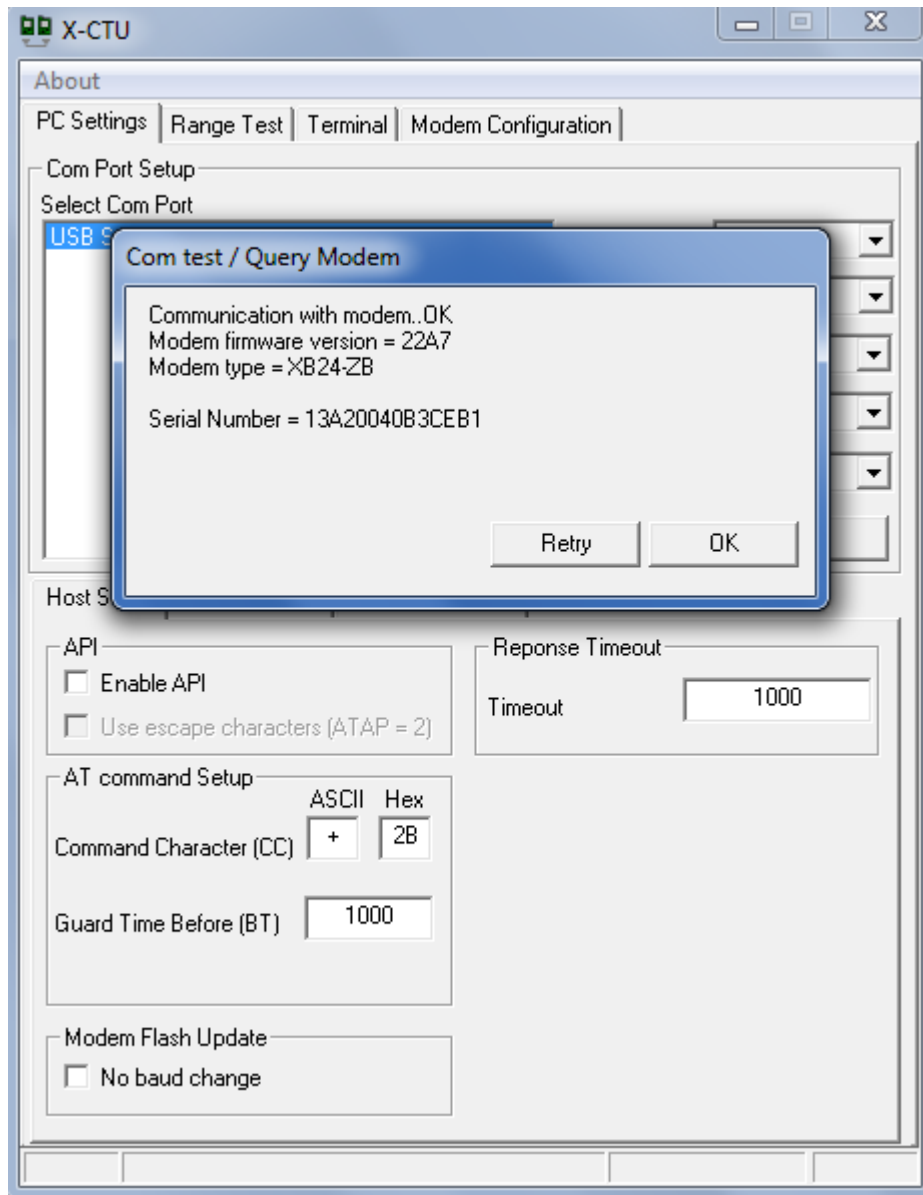 X-CTU
About
PC Settings Range Test Terminal Modem Configuration
Com Port Setup
Select Com Port
USB
Com test / Query Modem
Communication with modem..OK
Modem firmware version = 22A7
Modem type = XB24-ZB
Serial Number = 13A20040B3CEB1
Retry OK
Host
API
Enable API
Use escape characters (ATAP = 2)
Reponse Timeout
Timeout 1000
AT command Setup
ASCII Hex
Command Character (CC) + 2B
Guard Time Before (BT) 1000
Modem Flash Update
No baud change